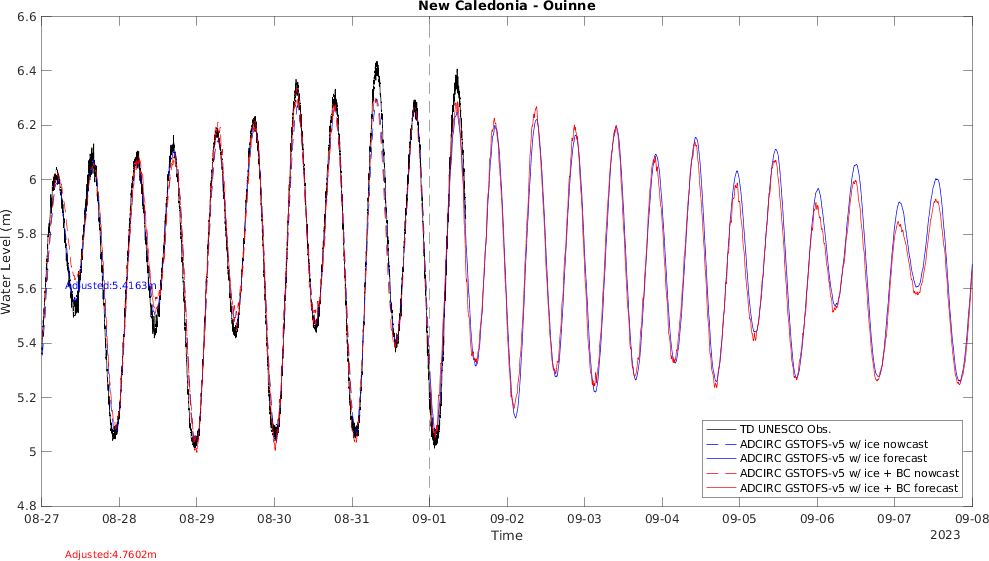 New Caledonia - Ouinne
6.6
6.4
6.2
6
5.8
5.6
5.4
5.2
5
4.8
Water Level (m)
Adjusted:5.4163m
TD UNESCO Obs.
ADCIRC GSTOFS-v5 w/ ice nowcast
ADCIRC GSTOFS-v5 w/ ice forecast
ADCIRC GSTOFS-v5 w/ ice + BC nowcast
ADCIRC GSTOFS-v5 w/ ice + BC forecast
08-27 08-28 08-29 08-30 08-31 09-01 09-02 09-03 09-04 09-05 09-06 09-07 09-08
Time
2023
Adjusted:4.7602m